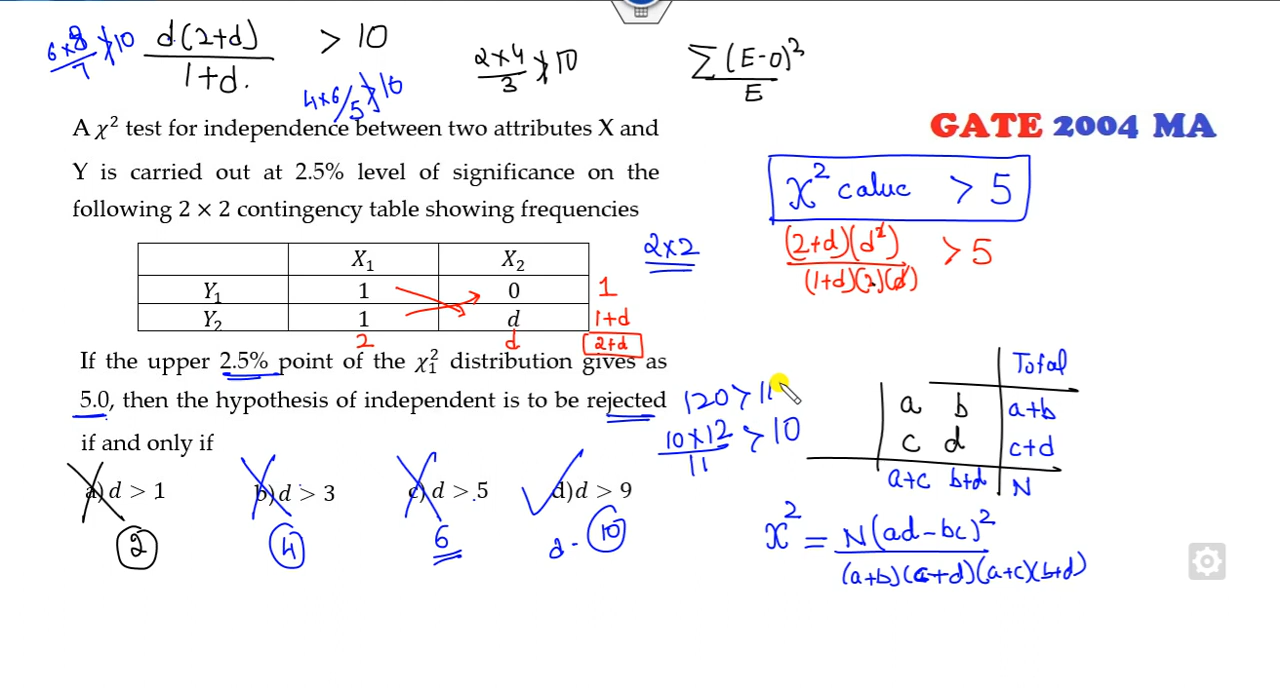 6×8/7 ≯ 10
d(2+d)/1+d. > 10
4×6/5 ≯ 10
2×4/3 ≯ 10
∑ (E-0)²/E
A χ² test for independence between two attributes X and
Y is carried out at 2.5% level of significance on the
following 2 × 2 contingency table showing frequencies
GATE 2004 MA
χ² caluc > 5
(2+d)(d²)/(1+d)(2)(d) > 5
2×2
X₁ X₂
Y₁ 1 0 1
Y₂ 1 d 1+d
2 d 2+d
If the upper 2.5% point of the χ₁² distribution gives as
5.0, then the hypothesis of independent is to be rejected
if and only if
120 > 11
10×12/11 > 10
a) d > 1 b) d > 3 c) d > 5 d) d > 9
2 4 6 d - 10
Total
a b a+b
c d c+d
a+c b+d N
χ² = N(ad-bc)²/(a+b)(c+d)(a+c)(b+d)